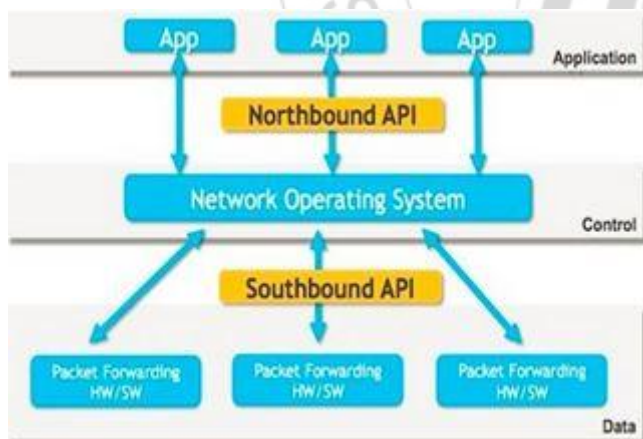 App App App
Application
Northbound API
Network Operating System
Control
Southbound API
Packet Forwarding Packet Forwarding Packet Forwarding
HW/SW HW/SW HW/SW
Data